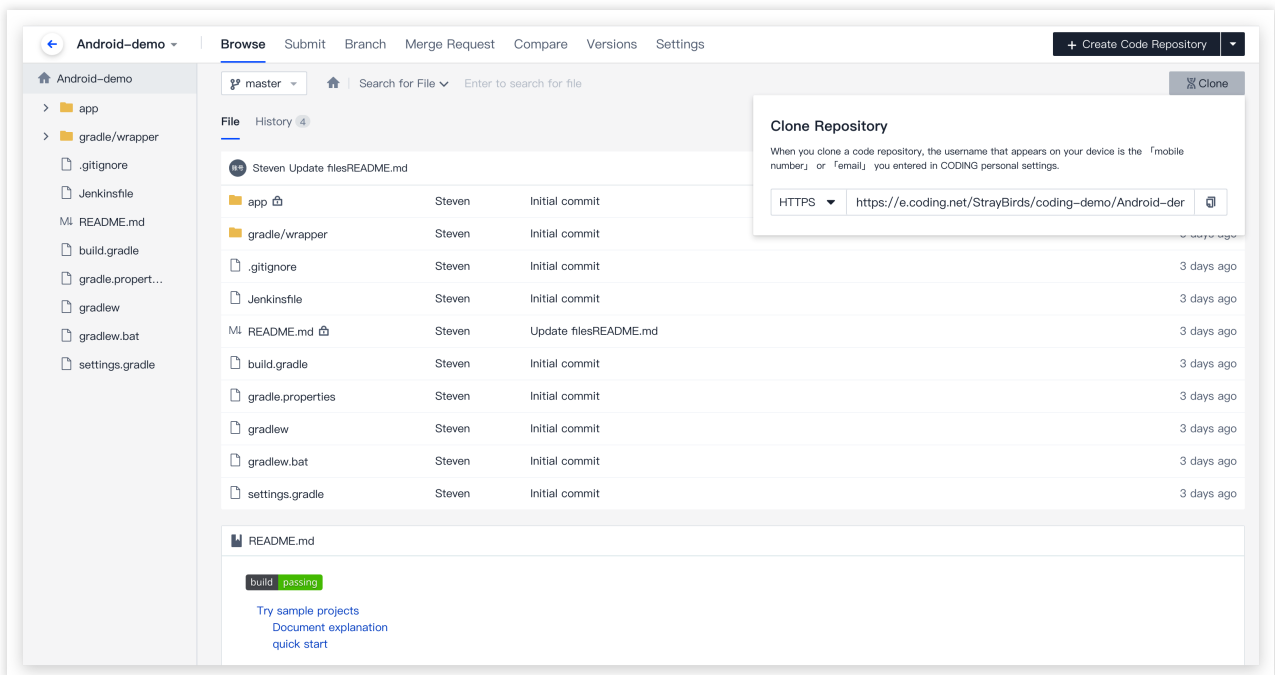 Android-demo
Browse Submit Branch Merge Request Compare Versions Settings
+ Create Code Repository
Android-demo
app
gradle/wrapper
.gitignore
Jenkinsfile
M↓ README.md
build.gradle
gradle.propert...
gradlew
gradlew.bat
settings.gradle
master
Search for File
Enter to search for file
Clone
File History 4
Clone Repository
When you clone a code repository, the username that appears on your device is the 「mobile
number」 or 「email」 you entered in CODING personal settings.
HTTPS https://e.coding.net/StrayBirds/coding-demo/Android-der
Steven Update filesREADME.md
app Steven Initial commit
gradle/wrapper Steven Initial commit 3 days ago
.gitignore Steven Initial commit 3 days ago
Jenkinsfile Steven Initial commit 3 days ago
M↓ README.md Steven Update filesREADME.md 3 days ago
build.gradle Steven Initial commit 3 days ago
gradle.properties Steven Initial commit 3 days ago
gradlew Steven Initial commit 3 days ago
gradlew.bat Steven Initial commit 3 days ago
settings.gradle Steven Initial commit 3 days ago
README.md
build passing
Try sample projects
Document explanation
quick start